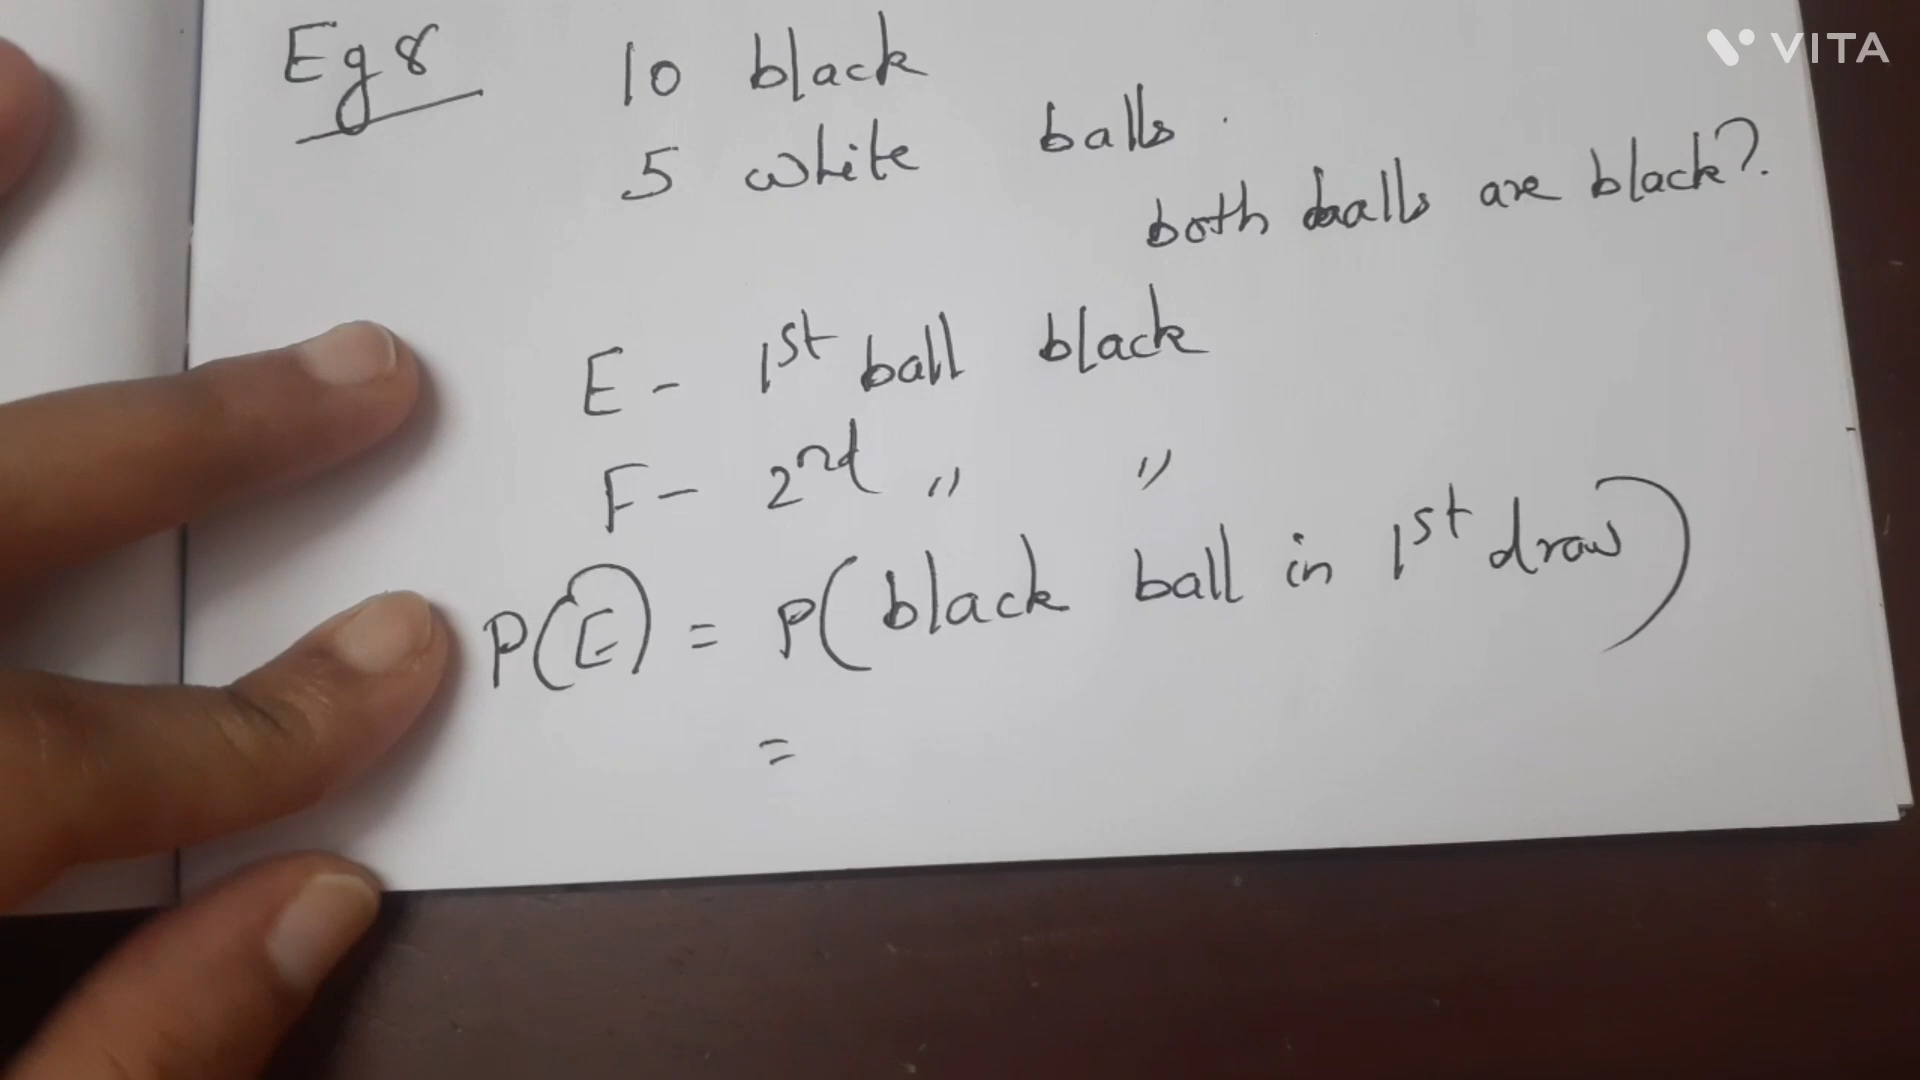 VITA
Eg 8 10 black
5 white balls.
both balls are black?
E - 1st ball black
F - 2nd " "
P(E) = P(black ball in 1st draw)
=